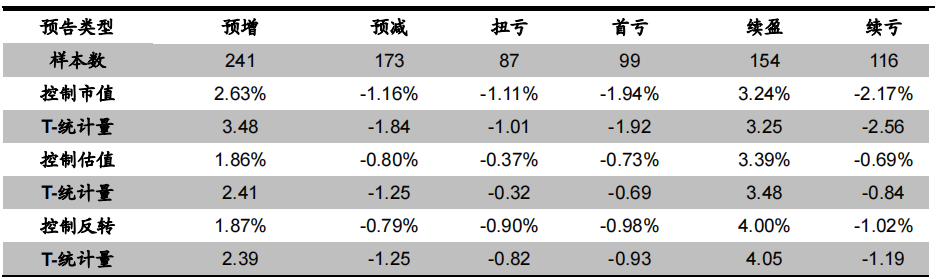 预告类型 预增 预减 扭亏 首亏 续盈 续亏
样本数 241 173 87 99 154 116
控制市值 2.63% -1.16% -1.11% -1.94% 3.24% -2.17%
T-统计量 3.48 -1.84 -1.01 -1.92 3.25 -2.56
控制估值 1.86% -0.80% -0.37% -0.73% 3.39% -0.69%
T-统计量 2.41 -1.25 -0.32 -0.69 3.48 -0.84
控制反转 1.87% -0.79% -0.90% -0.98% 4.00% -1.02%
T-统计量 2.39 -1.25 -0.82 -0.93 4.05 -1.19